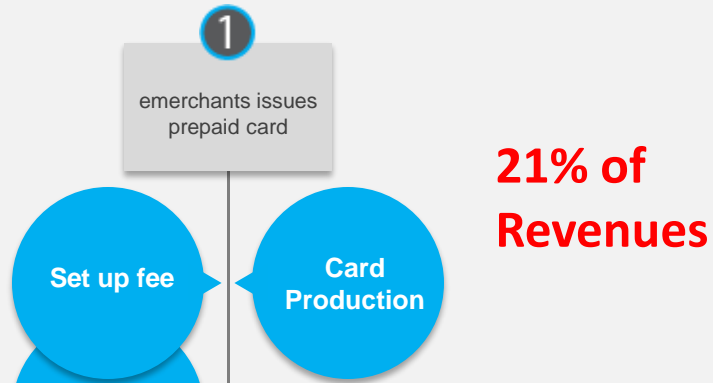 1
emerchants issues
prepaid card
21% of
Revenues
Set up fee
Card
Production